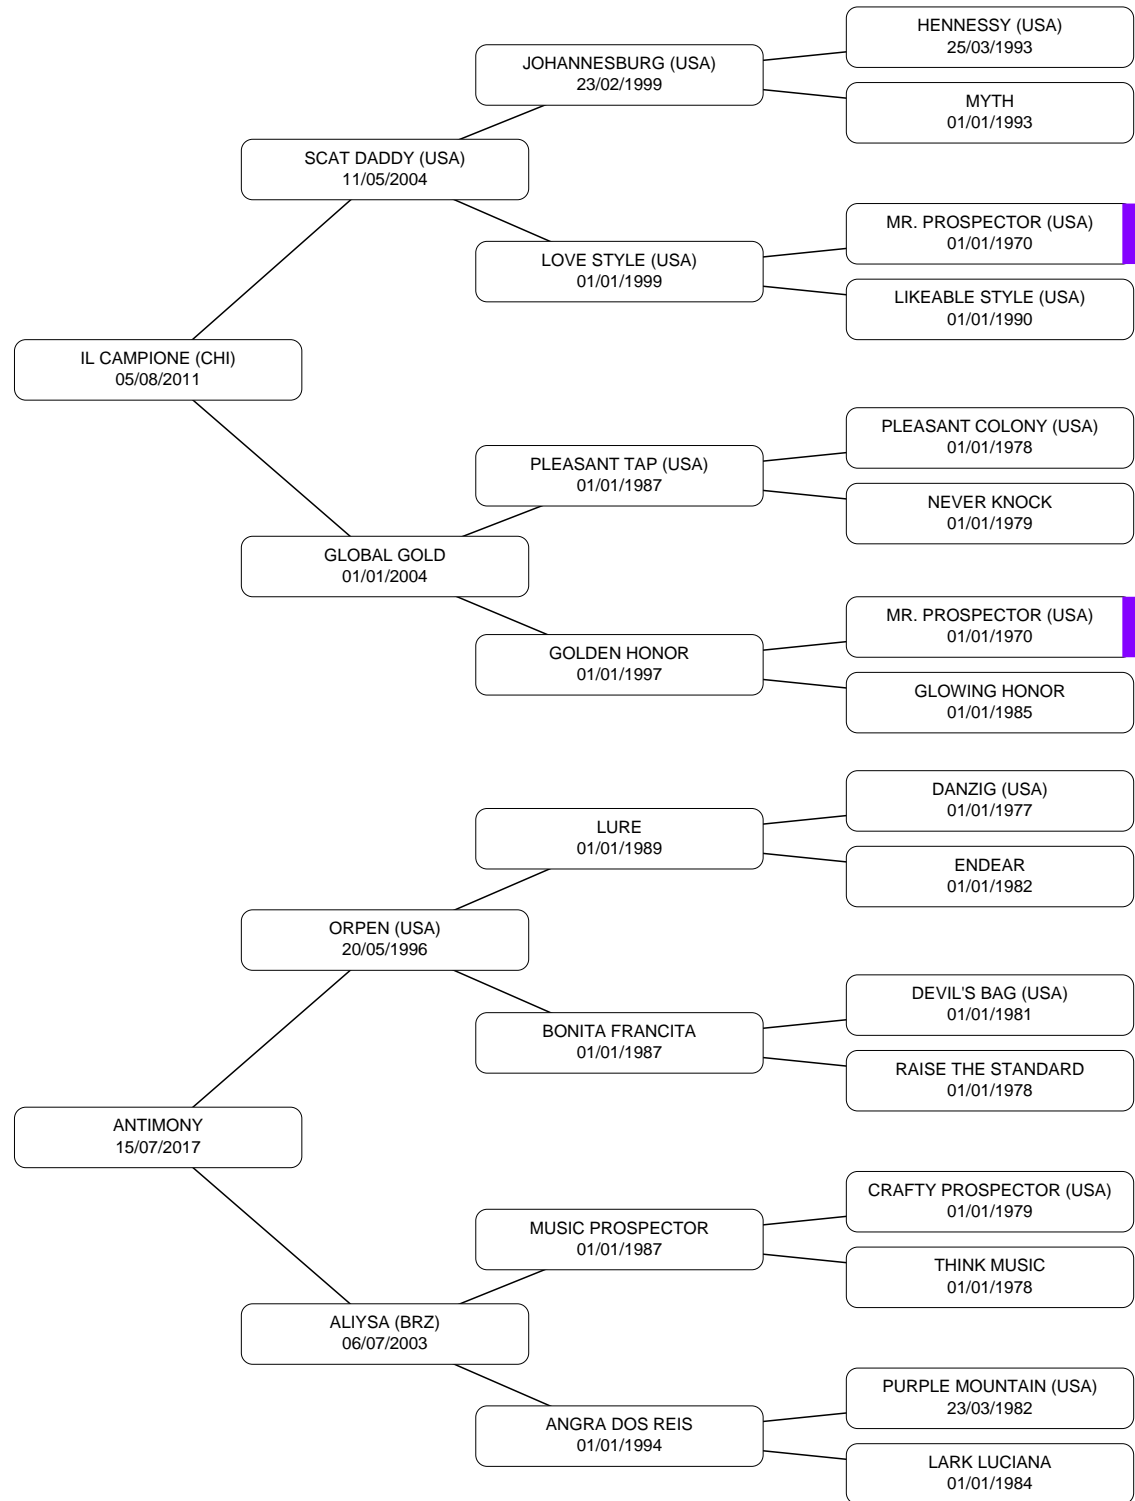 HENNESSY (USA)
25/03/1993
JOHANNESBURG (USA)
23/02/1999
MYTH
01/01/1993
SCAT DADDY (USA)
11/05/2004
MR. PROSPECTOR (USA)
01/01/1970
LOVE STYLE (USA)
01/01/1999
LIKEABLE STYLE (USA)
01/01/1990
IL CAMPIONE (CHI)
05/08/2011
PLEASANT COLONY (USA)
01/01/1978
PLEASANT TAP (USA)
01/01/1987
NEVER KNOCK
01/01/1979
GLOBAL GOLD
01/01/2004
MR. PROSPECTOR (USA)
01/01/1970
GOLDEN HONOR
01/01/1997
GLOWING HONOR
01/01/1985
DANZIG (USA)
01/01/1977
LURE
01/01/1989
ENDEAR
01/01/1982
ORPEN (USA)
20/05/1996
DEVIL'S BAG (USA)
01/01/1981
BONITA FRANCITA
01/01/1987
RAISE THE STANDARD
01/01/1978
ANTIMONY
15/07/2017
CRAFTY PROSPECTOR (USA)
01/01/1979
MUSIC PROSPECTOR
01/01/1987
THINK MUSIC
01/01/1978
ALIYSA (BRZ)
06/07/2003
PURPLE MOUNTAIN (USA)
23/03/1982
ANGRA DOS REIS
01/01/1994
LARK LUCIANA
01/01/1984